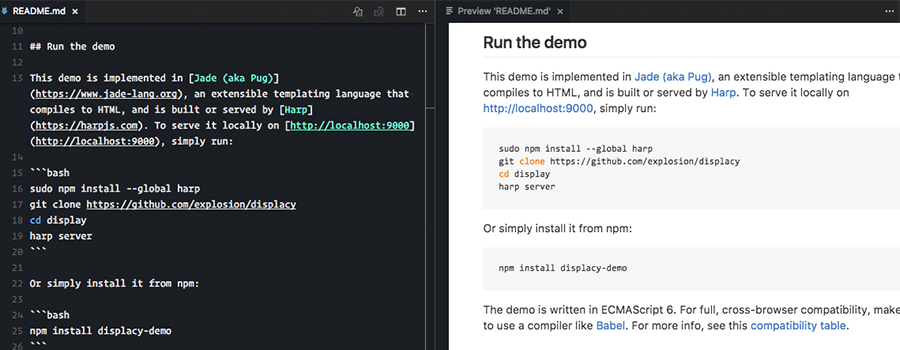 README.md ×
10
11 ## Run the demo
12
13 This demo is implemented in [Jade (aka Pug)]
(https://www.jade-lang.org), an extensible templating language that
compiles to HTML, and is built or served by [Harp]
(https://harpjs.com). To serve it locally on [http://localhost:9000]
(http://localhost:9000), simply run:
14
15 ```bash
16 sudo npm install --global harp
17 git clone https://github.com/explosion/displacy
18 cd display
19 harp server
20 ```
21
22 Or simply install it from npm:
23
24 ```bash
25 npm install displacy-demo
26 ```
Preview 'README.md' ×
Run the demo
This demo is implemented in Jade (aka Pug), an extensible templating language t
compiles to HTML, and is built or served by Harp. To serve it locally on
http://localhost:9000, simply run:
sudo npm install --global harp
git clone https://github.com/explosion/displacy
cd display
harp server
Or simply install it from npm:
npm install displacy-demo
The demo is written in ECMAScript 6. For full, cross-browser compatibility, make
to use a compiler like Babel. For more info, see this compatibility table.